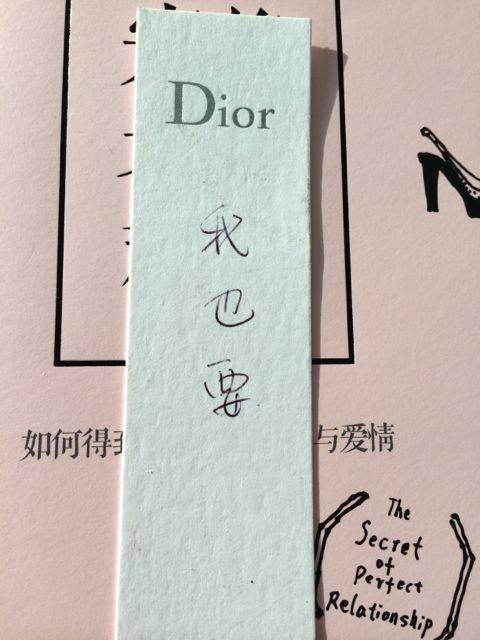 Dior
我
也
要
如何得
与爱情
The
Secret
of
Perfect
Relationship